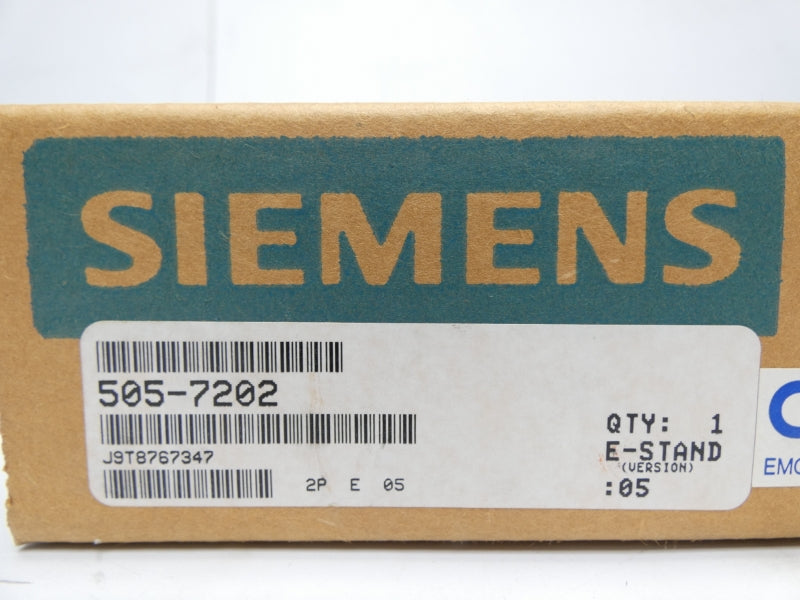 SIEMENS
505-7202
J9T8767347
2P E 05
QTY: 1
E-STAND
(VERSION)
:05
EMC